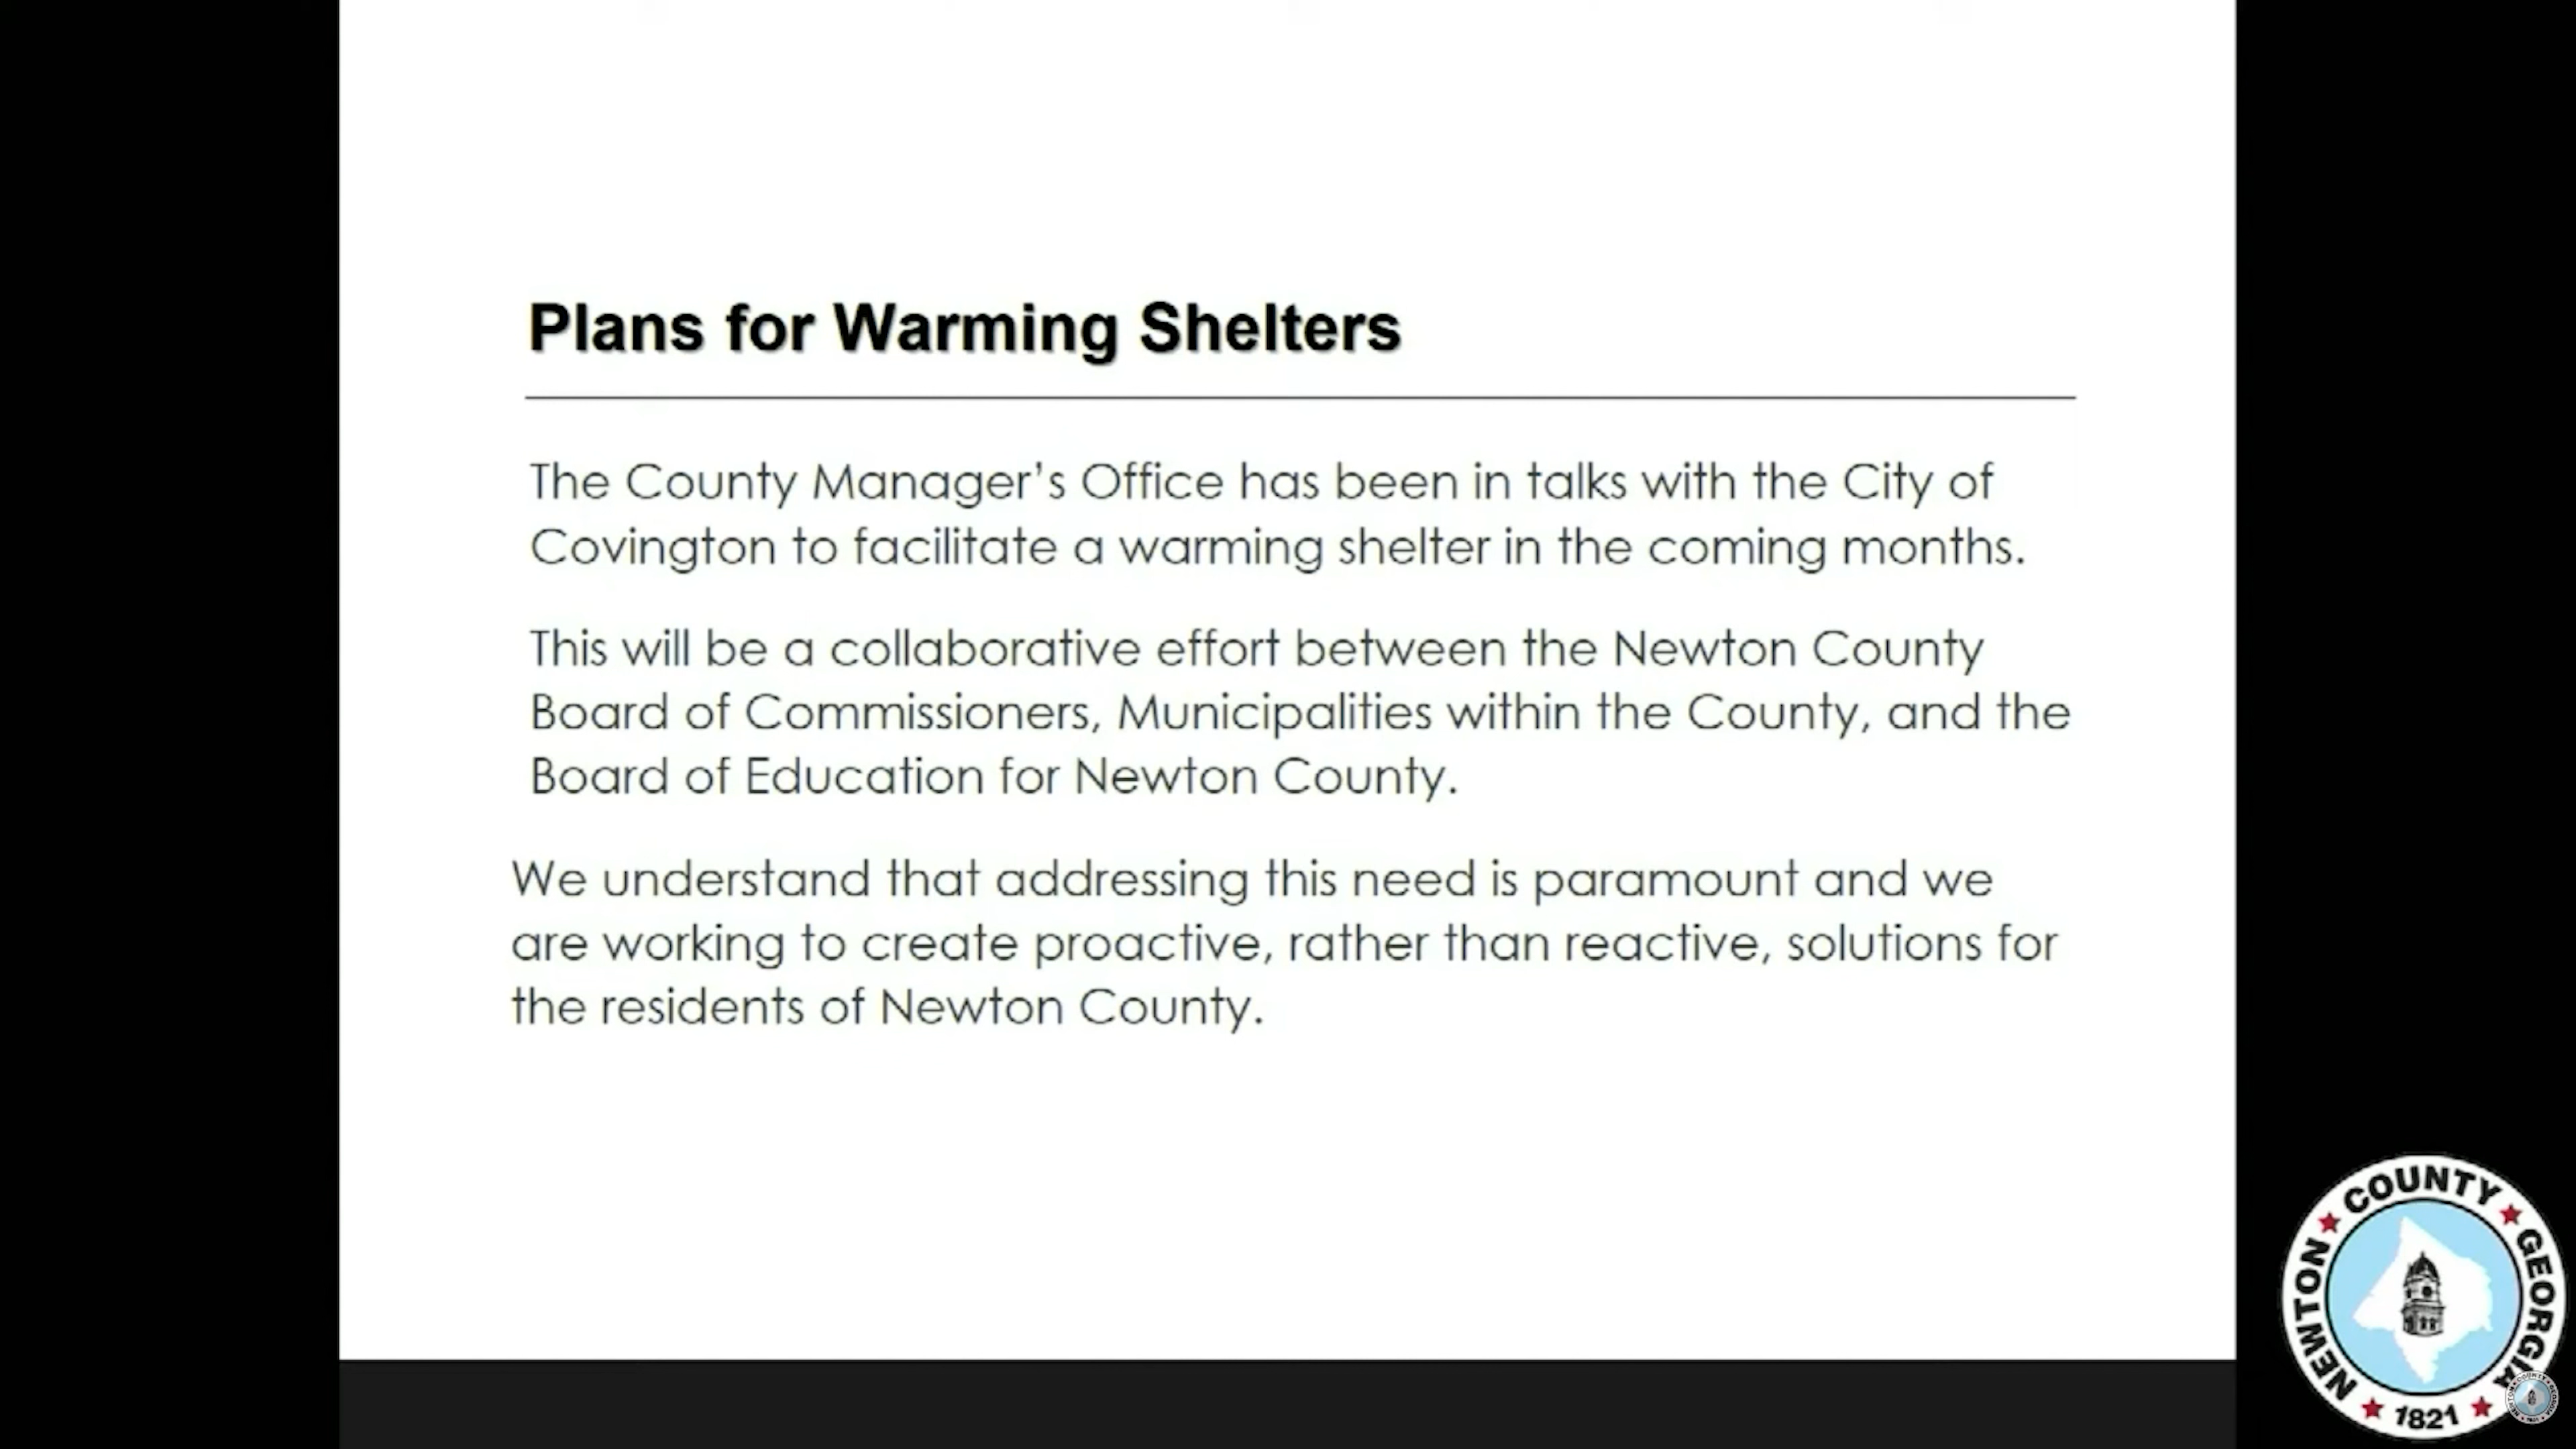 Plans for Warming Shelters
The County Manager's Office has been in talks with the City of
Covington to facilitate a warming shelter in the coming months.
This will be a collaborative effort between the Newton County
Board of Commissioners, Municipalities within the County, and the
Board of Education for Newton County.
We understand that addressing this need is paramount and we
are working to create proactive, rather than reactive, solutions for
the residents of Newton County.
NEWTON ★ COUNTY ★ GEORGIA ★ 1821 ★